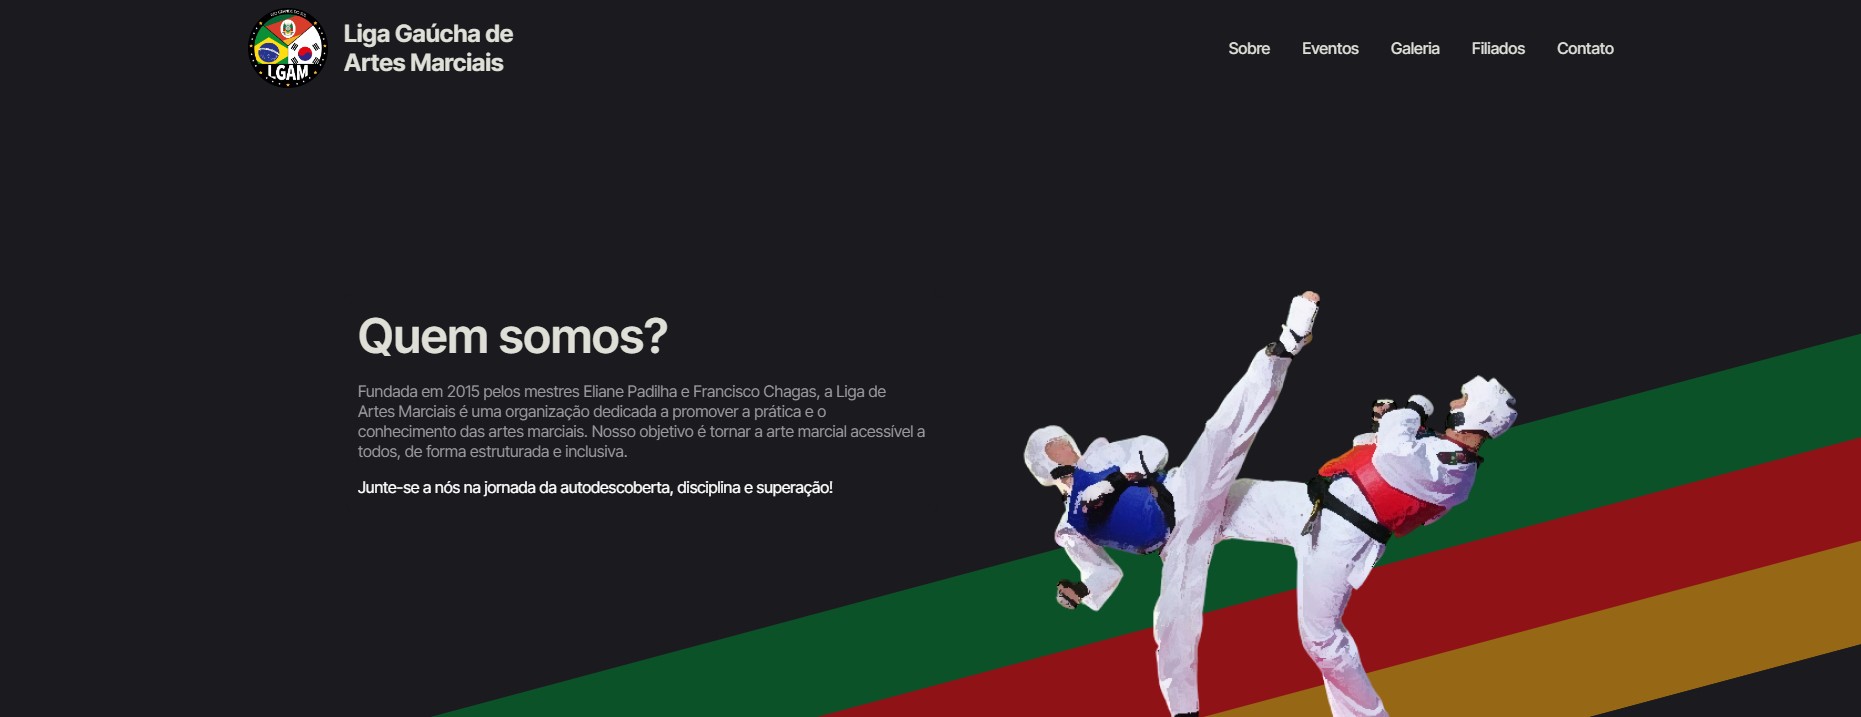 LGAM
Liga Gaúcha de
Artes Marciais
Sobre
Eventos
Galeria
Filiados
Contato
Quem somos?
Fundada em 2015 pelos mestres Eliane Padilha e Francisco Chagas, a Liga de
Artes Marciais é uma organização dedicada a promover a prática e o
conhecimento das artes marciais. Nosso objetivo é tornar a arte marcial acessível a
todos, de forma estruturada e inclusiva.
Junte-se a nós na jornada da autodescoberta, disciplina e superação!